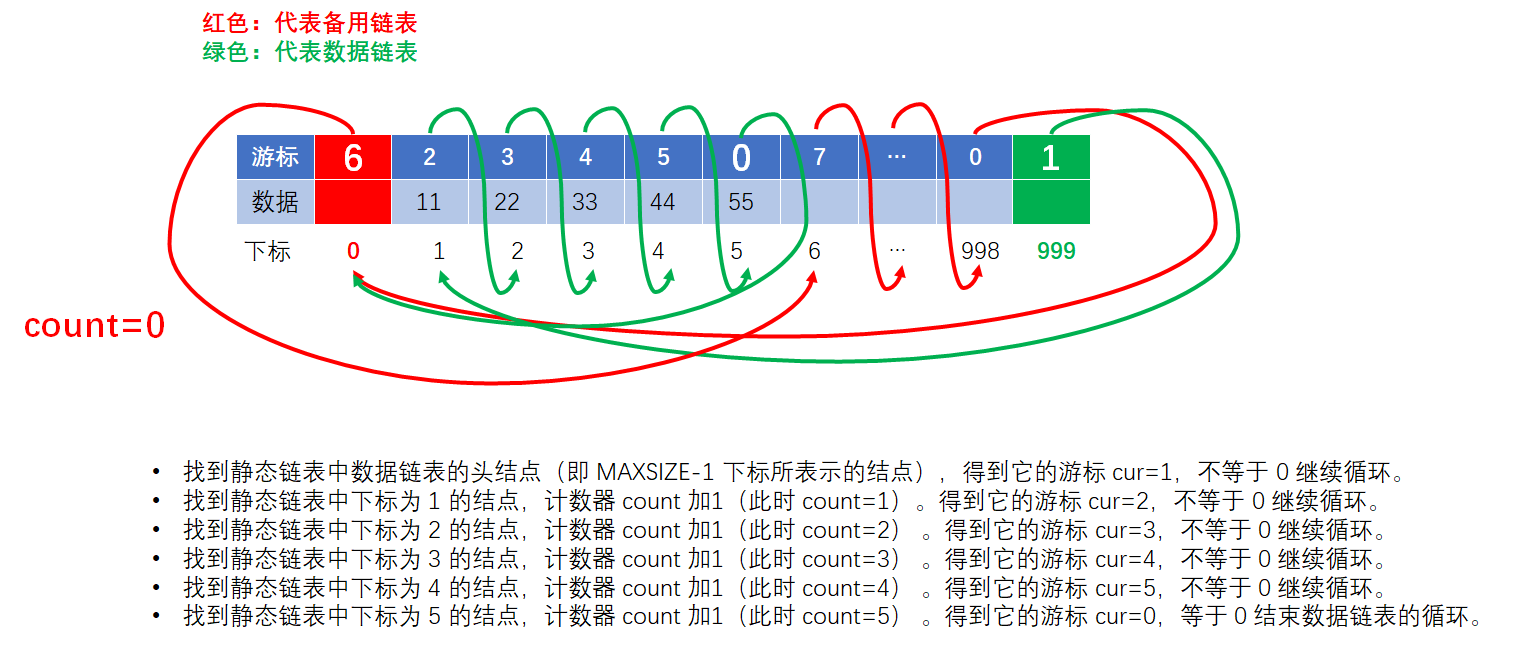 红色：代表备用链表
绿色：代表数据链表
游标 6 2 3 4 5 0 7 … 0 1
数据 11 22 33 44 55
下标 0 1 2 3 4 5 6 … 998 999
count=0
• 找到静态链表中数据链表的头结点（即 MAXSIZE-1 下标所表示的结点），得到它的游标 cur=1，不等于 0 继续循环。
• 找到静态链表中下标为 1 的结点，计数器 count 加1（此时 count=1）。得到它的游标 cur=2，不等于 0 继续循环。
• 找到静态链表中下标为 2 的结点，计数器 count 加1（此时 count=2） 。得到它的游标 cur=3，不等于 0 继续循环。
• 找到静态链表中下标为 3 的结点，计数器 count 加1（此时 count=3） 。得到它的游标 cur=4，不等于 0 继续循环。
• 找到静态链表中下标为 4 的结点，计数器 count 加1（此时 count=4） 。得到它的游标 cur=5，不等于 0 继续循环。
• 找到静态链表中下标为 5 的结点，计数器 count 加1（此时 count=5） 。得到它的游标 cur=0，等于 0 结束数据链表的循环。